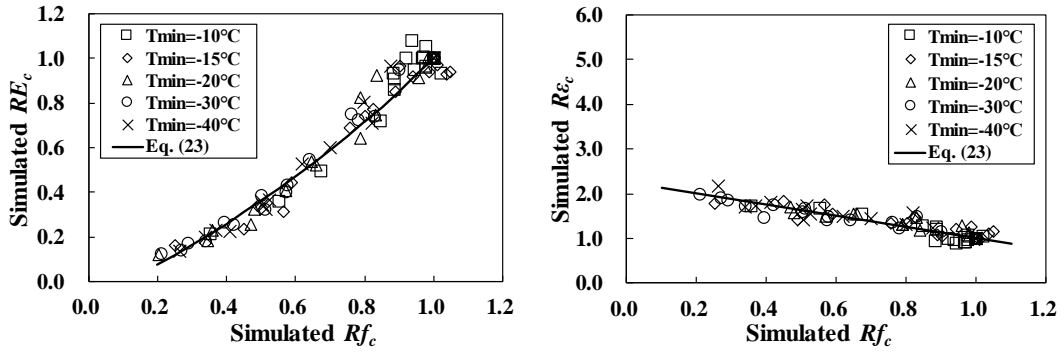 1.2
1.0
0.8
0.6
0.4
0.2
0.0
Simulated REc
Tmin=-10°C
Tmin=-15°C
Tmin=-20°C
Tmin=-30°C
Tmin=-40°C
Eq. (23)
0.0 0.2 0.4 0.6 0.8 1.0 1.2
Simulated Rfc
6.0
5.0
4.0
3.0
2.0
1.0
0.0
Simulated Rεc
Tmin=-10°C
Tmin=-15°C
Tmin=-20°C
Tmin=-30°C
Tmin=-40°C
Eq. (23)
0.0 0.2 0.4 0.6 0.8 1.0 1.2
Simulated Rfc